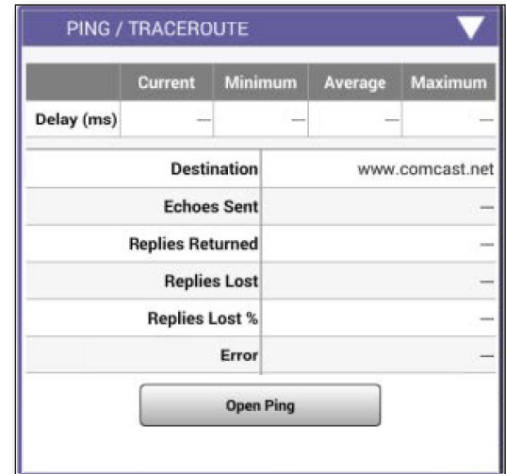 PING / TRACEROUTE
Current Minimum Average Maximum
Delay (ms) — — — —
Destination www.comcast.net
Echoes Sent —
Replies Returned —
Replies Lost —
Replies Lost % —
Error —
Open Ping